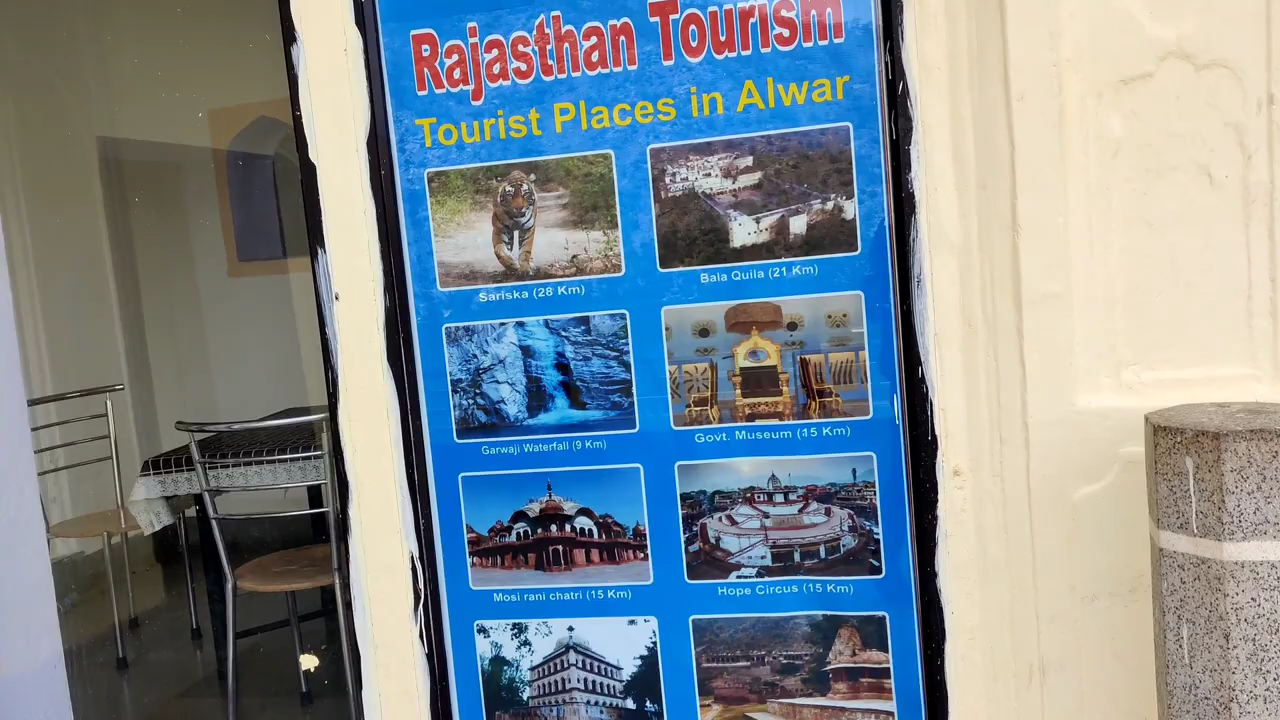 Rajasthan Tourism
Tourist Places in Alwar
Sariska (28 Km)
Bala Quila (21 Km)
Garwaji Waterfall (9 Km)
Govt. Museum (15 Km)
Mosi rani chatri (15 Km)
Hope Circus (15 Km)